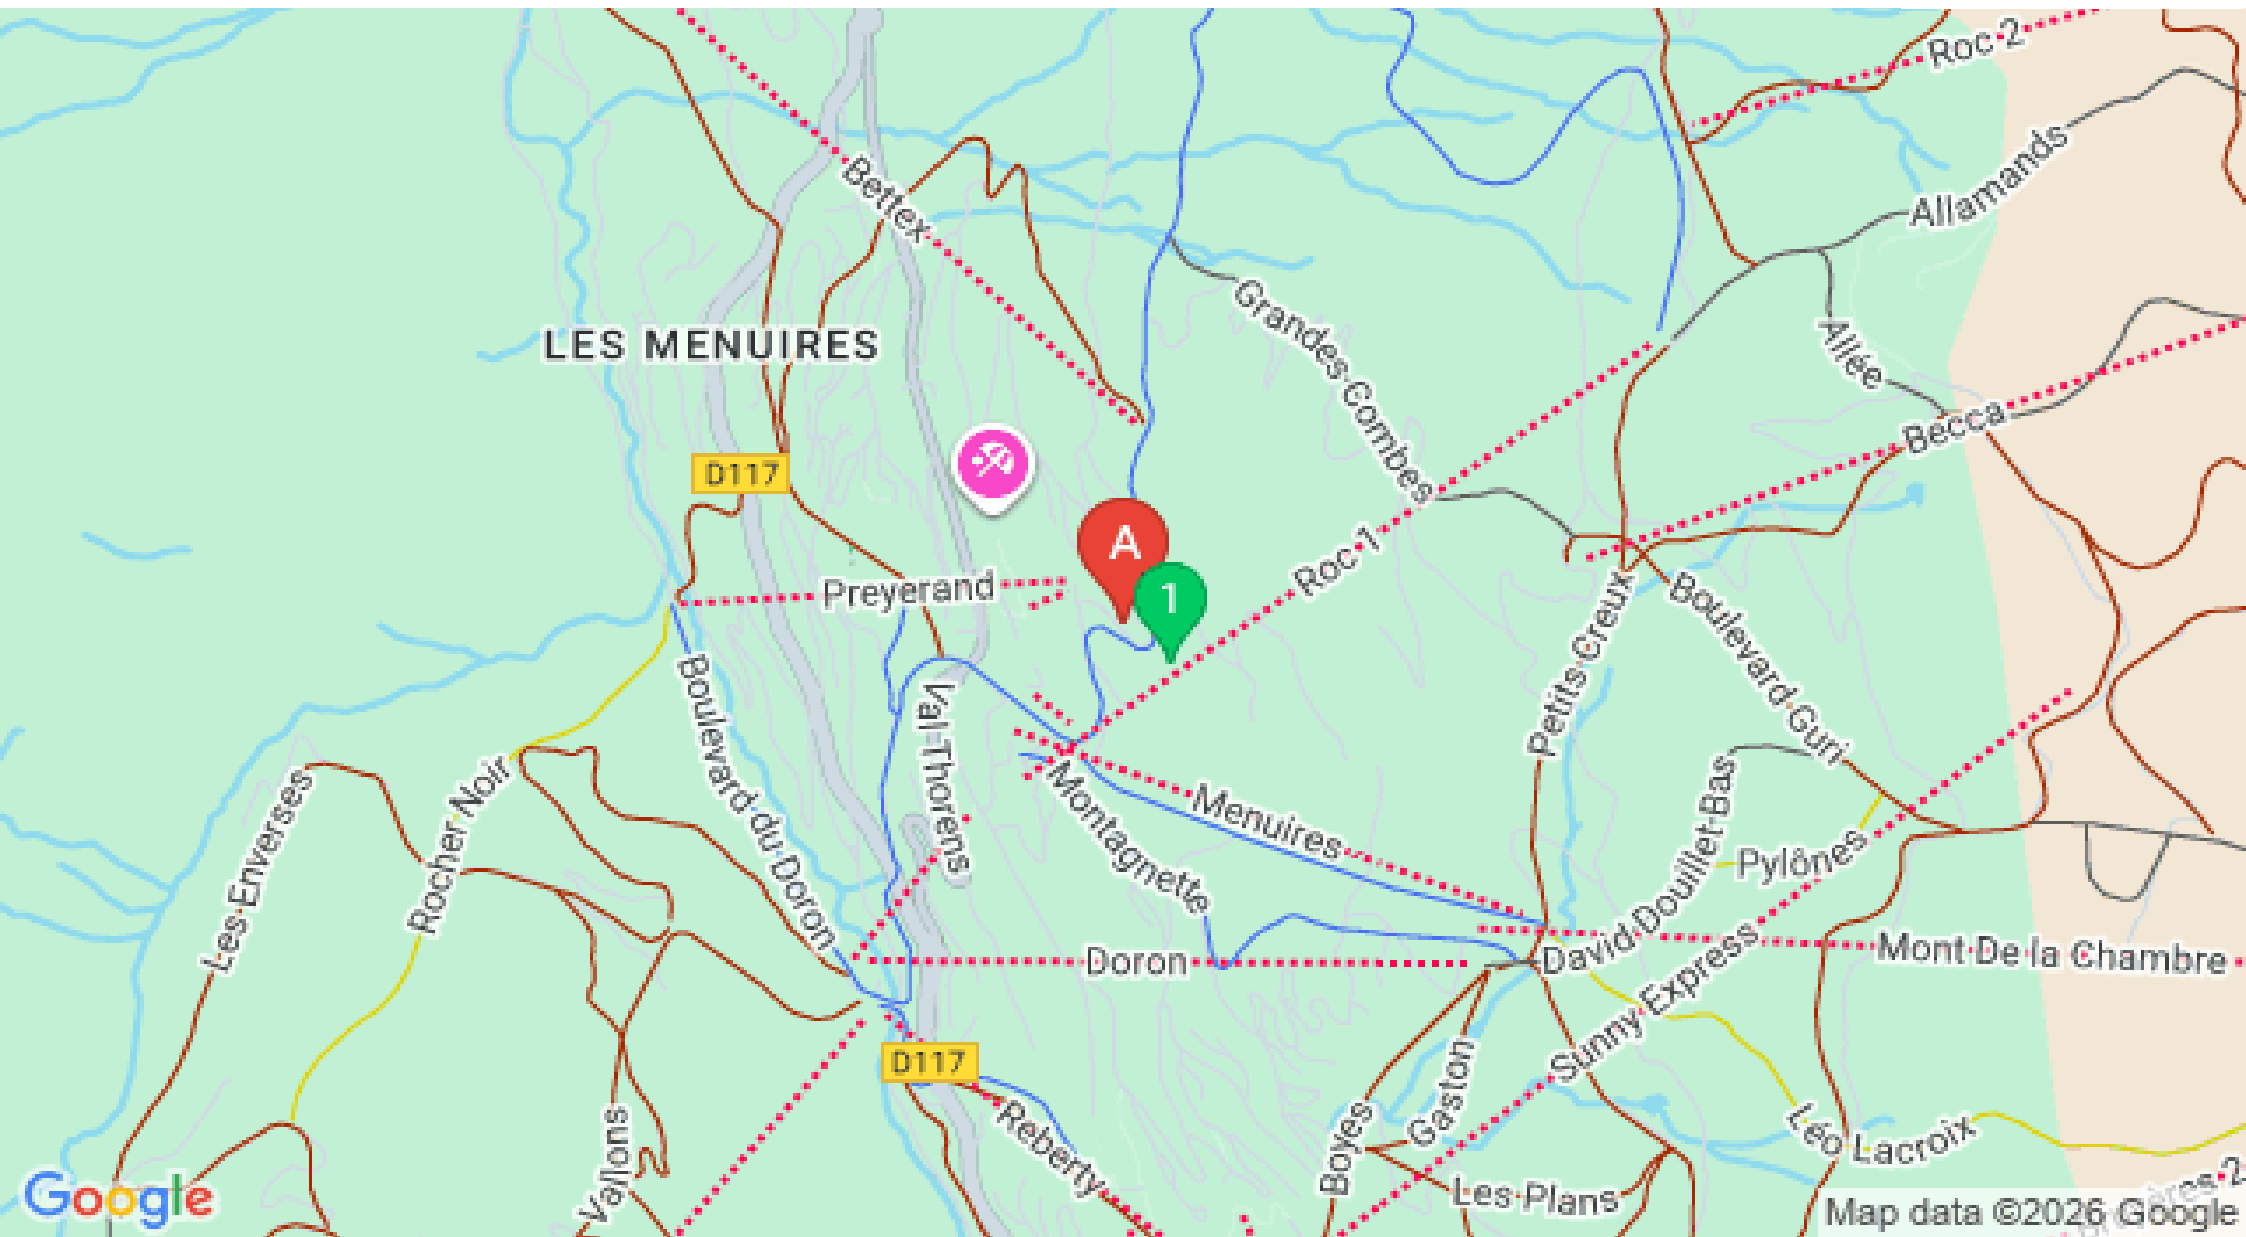 Roc 2
Bettex
Allamands
Grandes Combes
LES MENUIRES
Allée
Becca
D117
A
1
Roc 1
Preyerand
Petits Creux
Boulevard Guri
Boulevard du Doron
Val Thorens
Rocher Noir
Les Enverses
Montagnette
Menuires
David Douillet Bas
Pylônes
Doron
Mont De la Chambre
Sunny Express
D117
Reberty
Gaston
Boyes
Léo Lacroix
Vallons
Les Plans
Google
Map data ©2026 Google